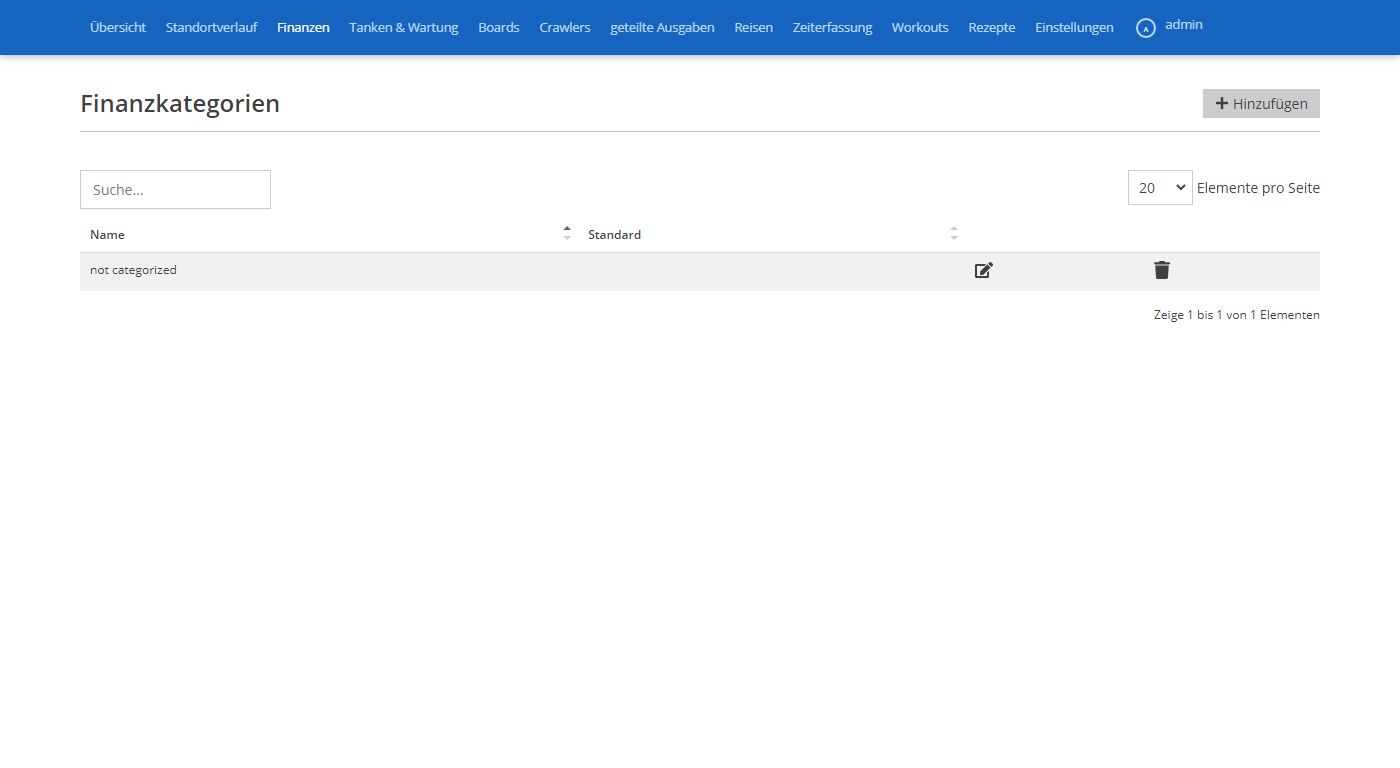 Übersicht Standortverlauf Finanzen Tanken & Wartung Boards Crawlers geteilte Ausgaben Reisen Zeiterfassung Workouts Rezepte Einstellungen A admin
Finanzkategorien + Hinzufügen
Suche... 20 Elemente pro Seite
Name Standard
not categorized
Zeige 1 bis 1 von 1 Elementen